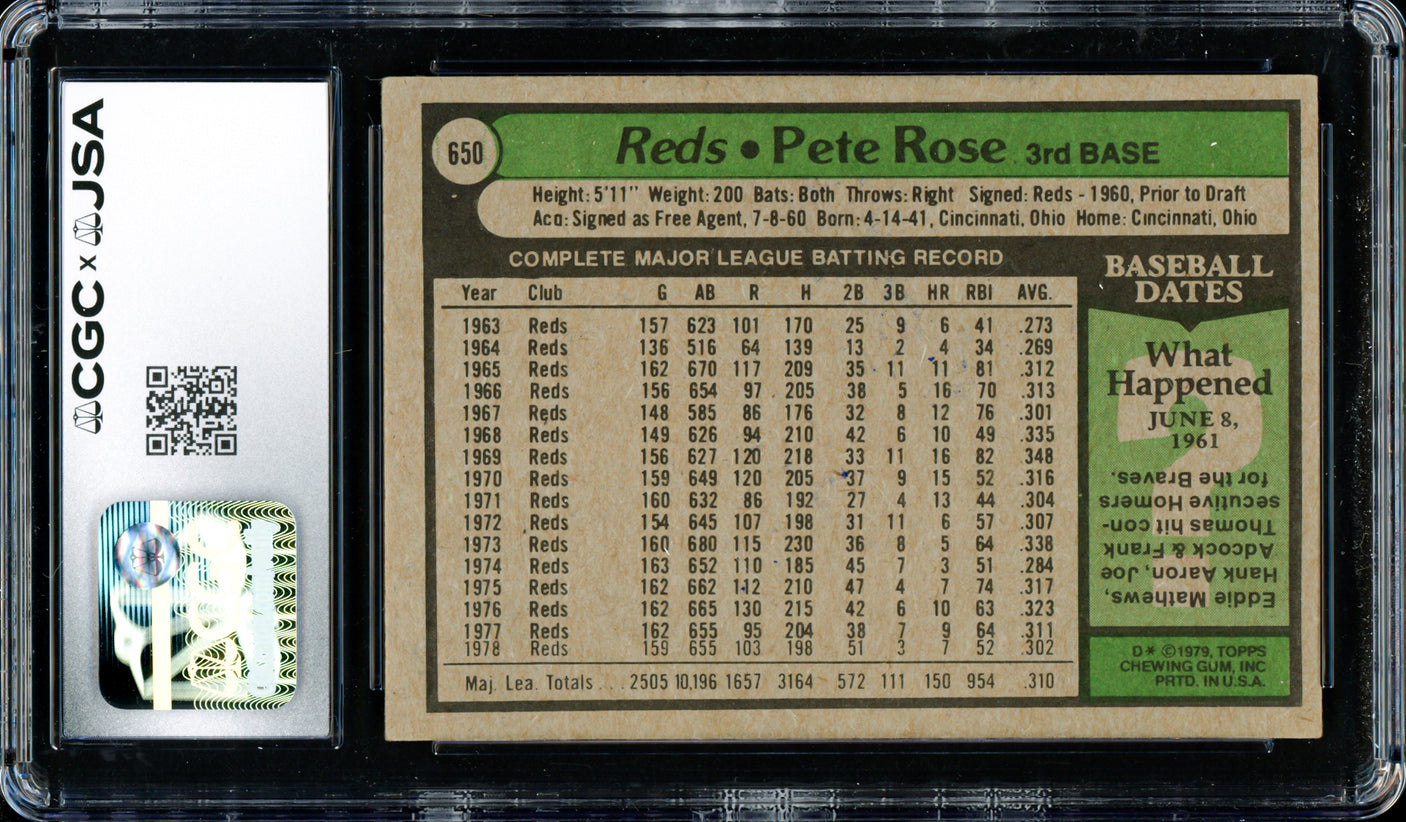 CGC x JSA
650
Reds • Pete Rose 3rd BASE
Height: 5'11" Weight: 200 Bats: Both Throws: Right Signed: Reds - 1960, Prior to Draft
Acq: Signed as Free Agent, 7-8-60 Born: 4-14-41, Cincinnati, Ohio Home: Cincinnati, Ohio
COMPLETE MAJOR LEAGUE BATTING RECORD
Year Club G AB R H 2B 3B HR RBI AVG.
1963 Reds 157 623 101 170 25 9 6 41 .273
1964 Reds 136 516 64 139 13 2 4 34 .269
1965 Reds 162 670 117 209 35 11 11 81 .312
1966 Reds 156 654 97 205 38 5 16 70 .313
1967 Reds 148 585 86 176 32 8 12 76 .301
1968 Reds 149 626 94 210 42 6 10 49 .335
1969 Reds 156 627 120 218 33 11 16 82 .348
1970 Reds 159 649 120 205 37 9 15 52 .316
1971 Reds 160 632 86 192 27 4 13 44 .304
1972 Reds 154 645 107 198 31 11 6 57 .307
1973 Reds 160 680 115 230 36 8 5 64 .338
1974 Reds 163 652 110 185 45 7 3 51 .284
1975 Reds 162 662 112 210 47 4 7 74 .317
1976 Reds 162 665 130 215 42 6 10 63 .323
1977 Reds 162 655 95 204 38 7 9 64 .311
1978 Reds 159 655 103 198 51 3 7 52 .302
Maj. Lea. Totals ... 2505 10,196 1657 3164 572 111 150 954 .310
BASEBALL
DATES
What
Happened
JUNE 8,
1961
Eddie Mathews,
Hank Aaron, Joe
Adcock & Frank
Thomas hit con-
secutive Homers
for the Braves.
D* ©1979, TOPPS
CHEWING GUM, INC
PRTD. IN U.S.A.